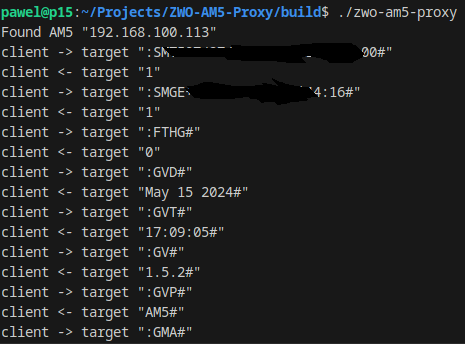 pawel@p15:~/Projects/ZWO-AM5-Proxy/build$ ./zwo-am5-proxy
Found AM5 "192.168.100.113"
client -> target 00#"
client <- target "1"
client -> target ":SMGE 4:16#"
client <- target "1"
client -> target ":FTHG#"
client <- target "0"
client -> target ":GVD#"
client <- target "May 15 2024#"
client -> target ":GVT#"
client <- target "17:09:05#"
client -> target ":GV#"
client <- target "1.5.2#"
client -> target ":GVP#"
client <- target "AM5#"
client -> target ":GMA#"